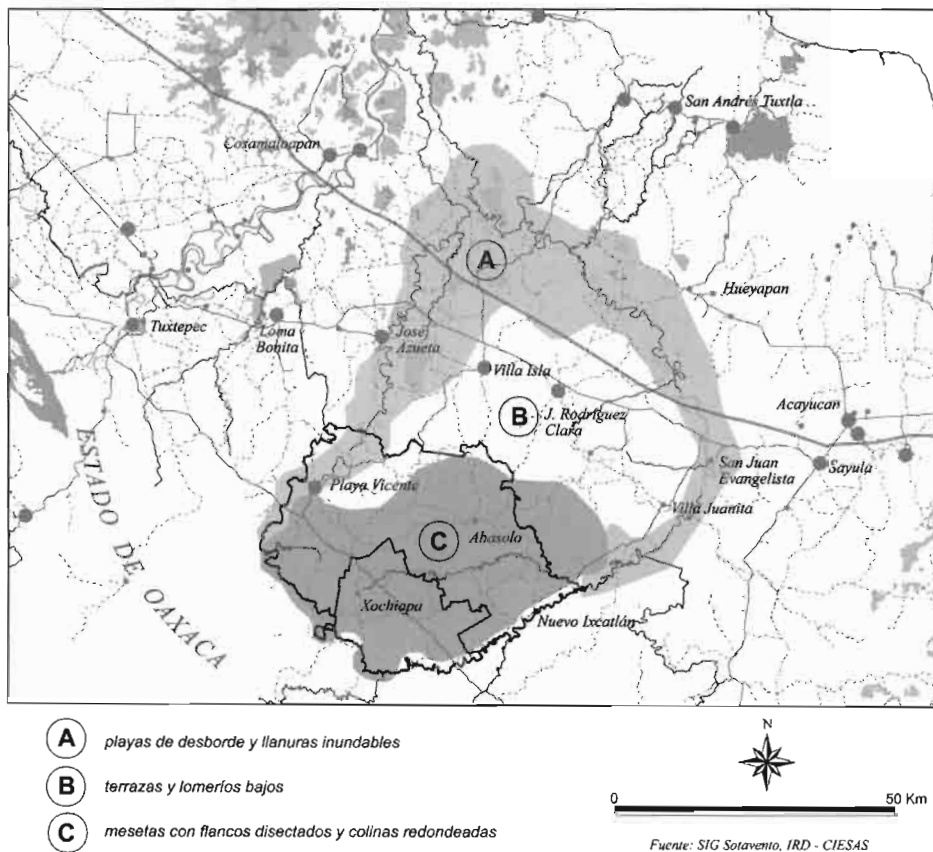 San Andrés Tuxtla
Cosamaloapan
A
Hueyapan
Tuxtepec
Loma
Bonita
José
Azueta
Villa Isla
B
J. Rodríguez
Clara
Acayucan
San Juan
Evangelista
Sayula
Playa Vicente
Villa Juanita
C
Abasolo
ESTADO DE OAXACA
Xochiapa
Nuevo Ixcatlán
A playas de desborde y llanuras inundables
B terrazas y lomeríos bajos
C mesetas con flancos disectados y colinas redondeadas
N
0 50 Km
Fuente: SIG Sotavento, IRD - CIESAS